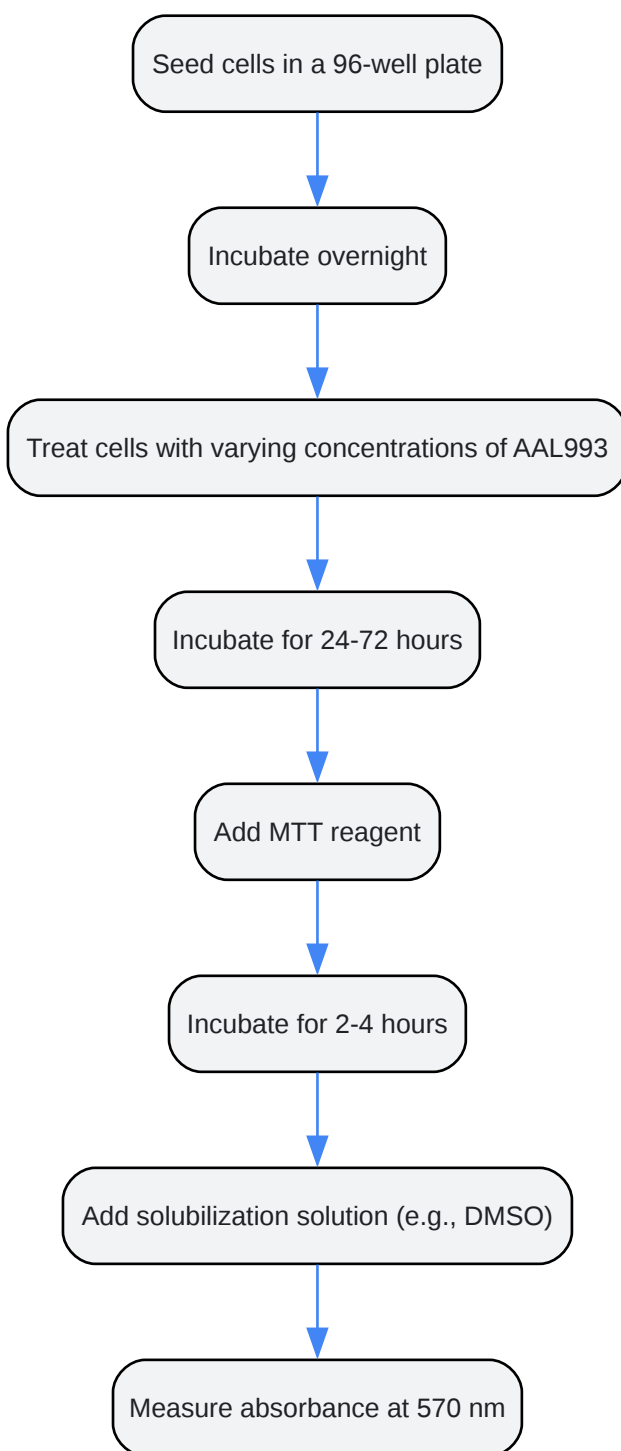 Seed cells in a 96-well plate
Incubate overnight
Treat cells with varying concentrations of AAL993
Incubate for 24-72 hours
Add MTT reagent
Incubate for 2-4 hours
Add solubilization solution (e.g., DMSO)
Measure absorbance at 570 nm